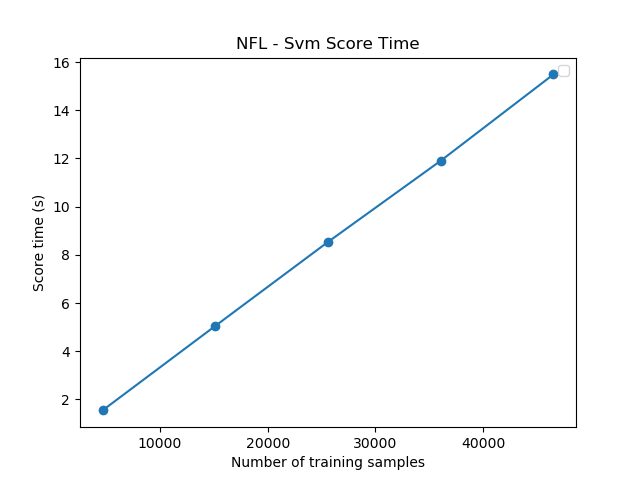 NFL - Svm Score Time
Score time (s)
16
14
12
10
8
6
4
2
10000 20000 30000 40000
Number of training samples